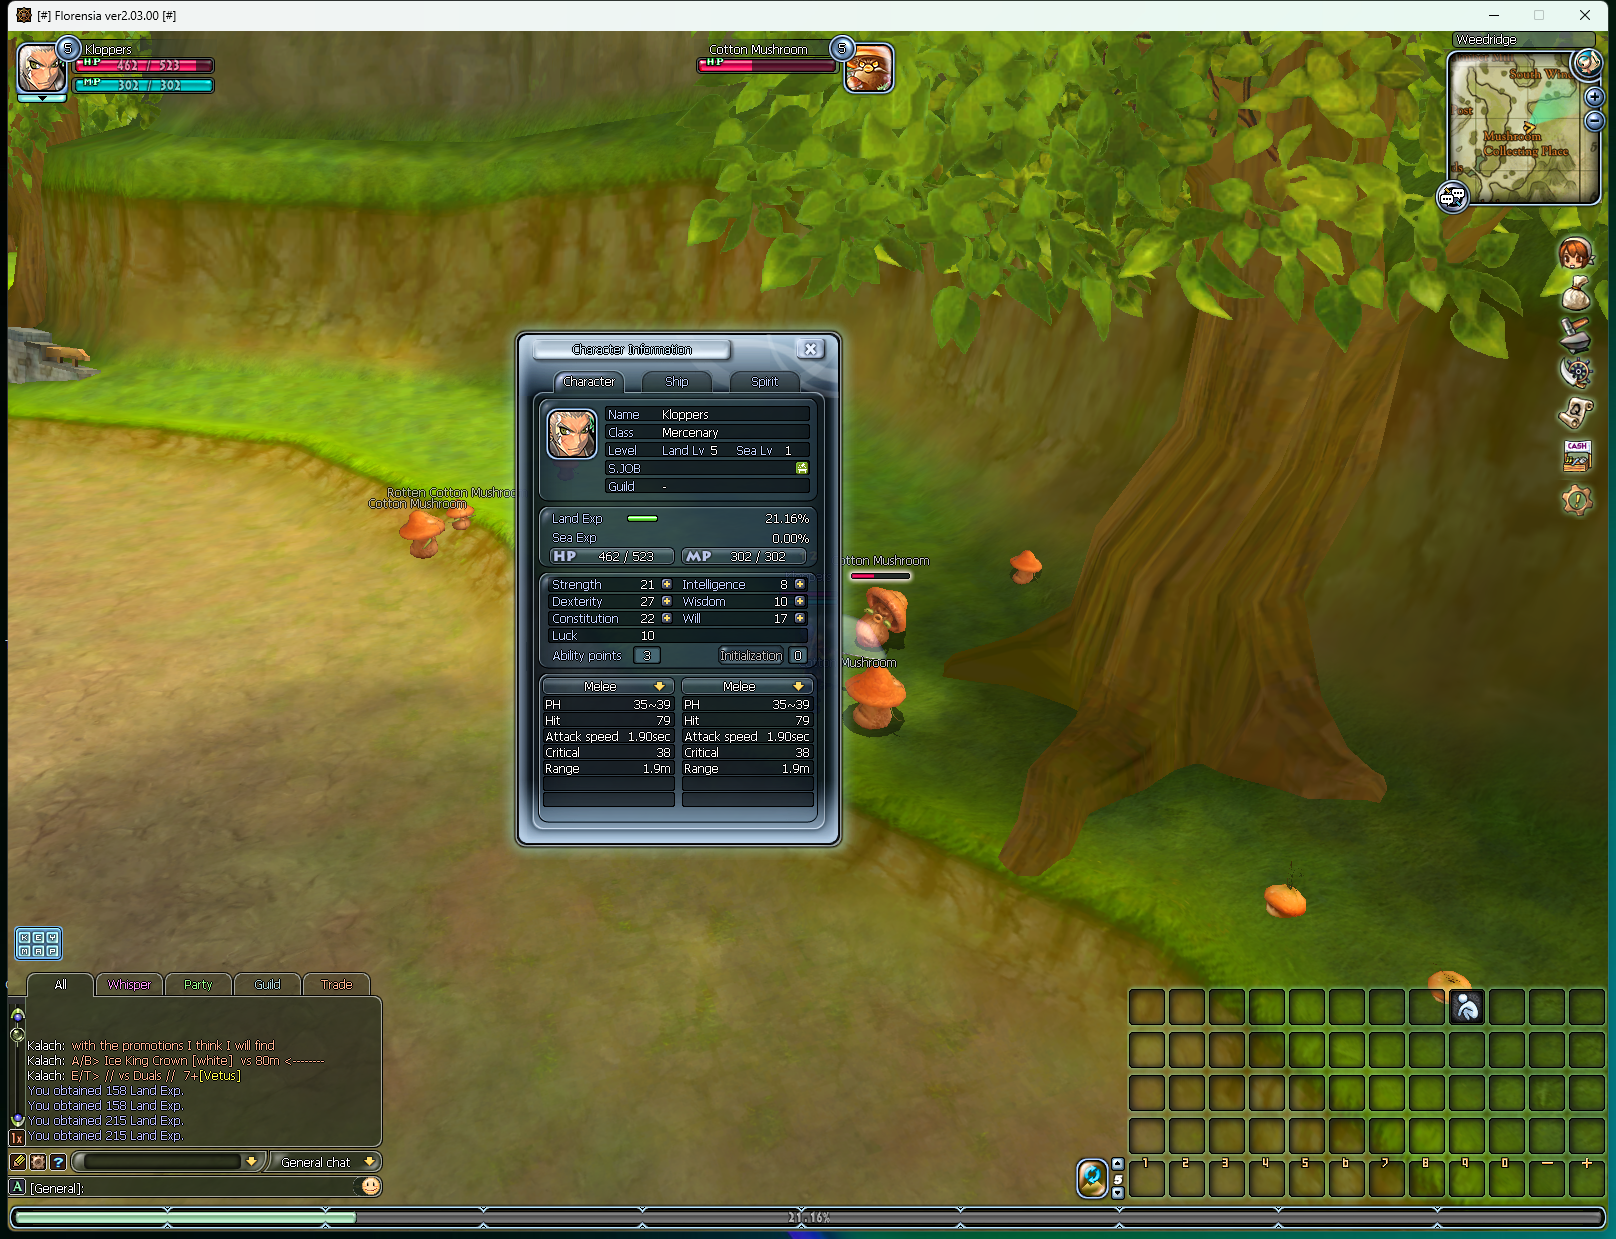 [#] Florensia ver2.03.00 [#]
5 Kloppers
HP 462 / 523
MP 302 / 302
Cotton Mushroom 5
HP
Weedridge
South Win
Post
Mushroom
Collecting Place
Character Information
Character Ship Spirit
Name Kloppers
Class Mercenary
Level Land Lv 5 Sea Lv 1
S.JOB
Guild -
Land Exp 21.16%
Sea Exp 0.00%
HP 462 / 523 MP 302 / 302
Strength 21 Intelligence 8
Dexterity 27 Wisdom 10
Constitution 22 Will 17
Luck 10
Ability points 3 Initialization 0
Melee Melee
PH 35~39 PH 35~39
Hit 79 Hit 79
Attack speed 1.90sec Attack speed 1.90sec
Critical 38 Critical 38
Range 1.9m Range 1.9m
Rotten Cotton Mushroo
Cotton Mushroom
otton Mushroom
Mushroom
CASH
KEY
MAP
All Whisper Party Guild Trade
Kalach: with the promotions I think I will find
Kalach: A/B> Ice King Crown [white] vs 80m <--------
Kalach: E/T> // vs Duals // 7+[Vetus]
You obtained 158 Land Exp.
You obtained 158 Land Exp.
You obtained 215 Land Exp.
You obtained 215 Land Exp.
1x
? General chat
A [General]:
5 1 2 3 4 5 6 7 8 9 0 - +
21.16%